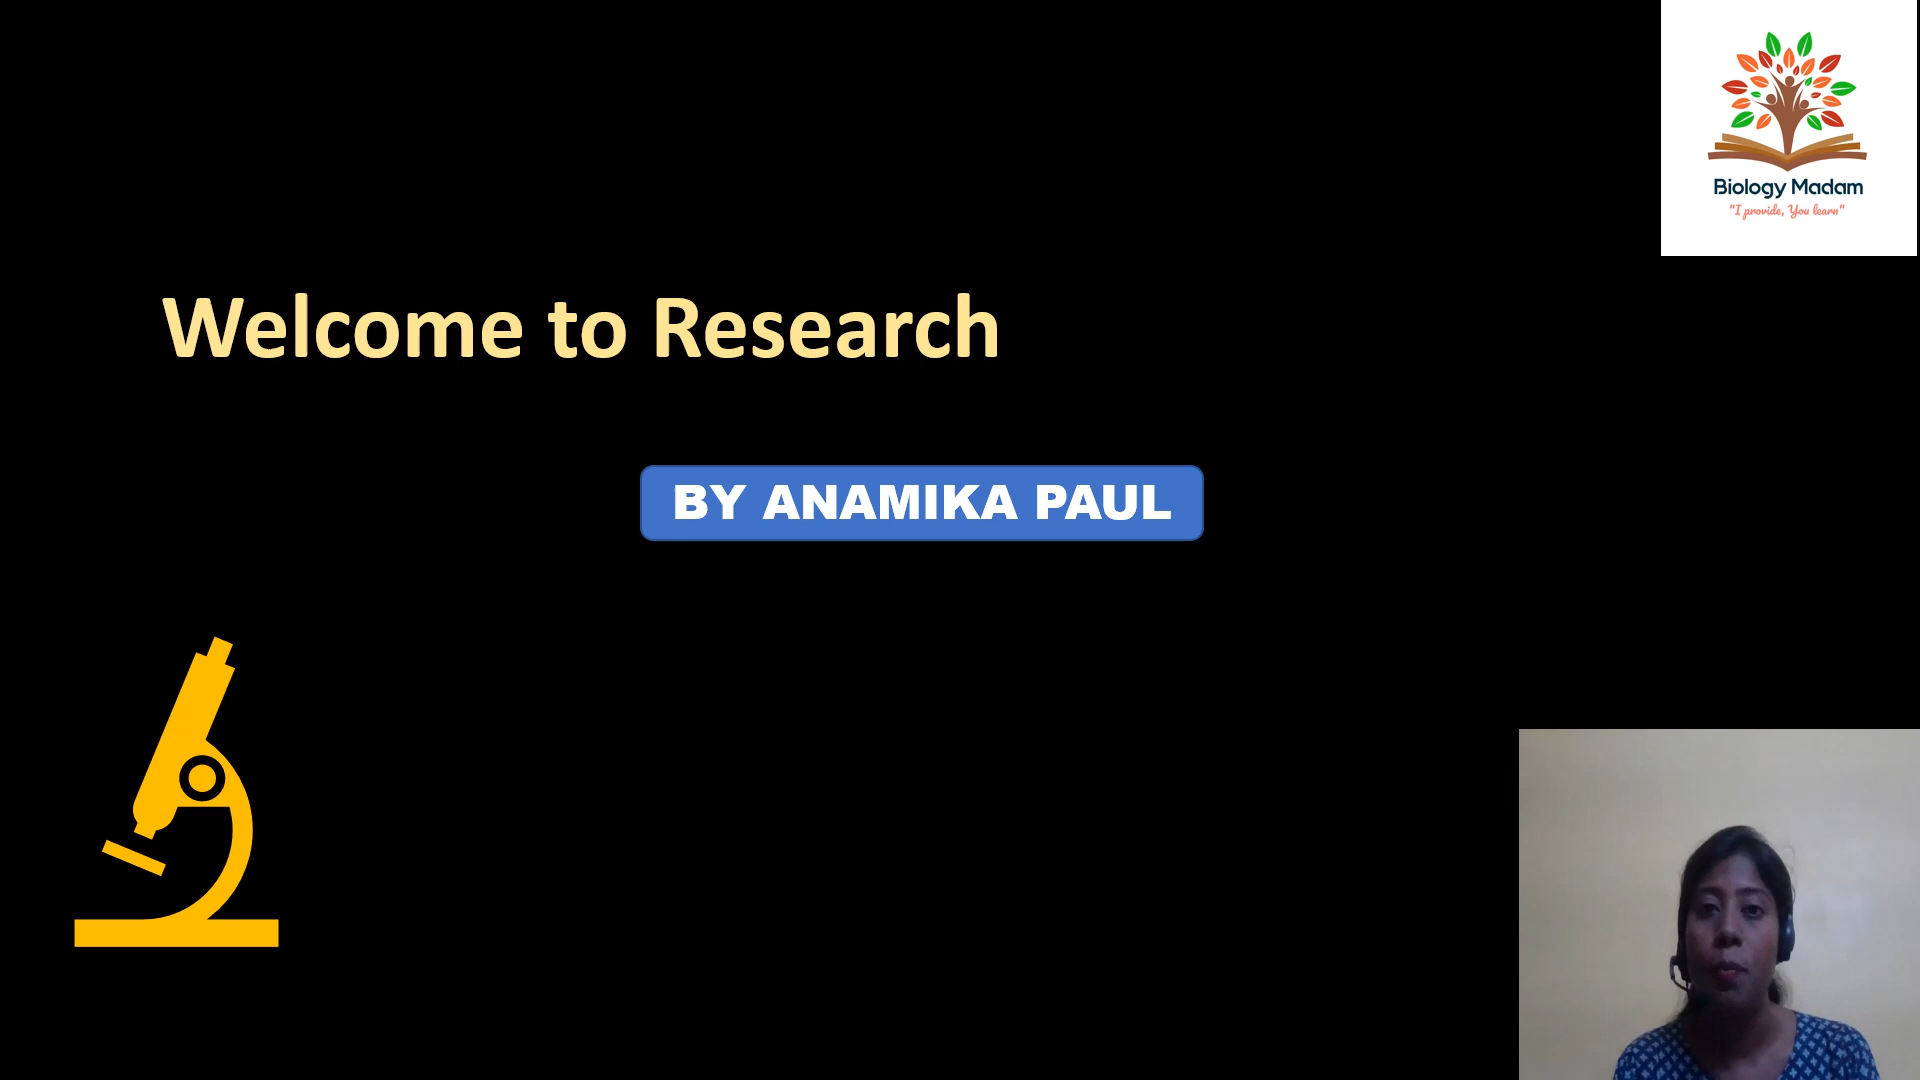 Biology Madam
"I provide, You learn"
Welcome to Research
BY ANAMIKA PAUL